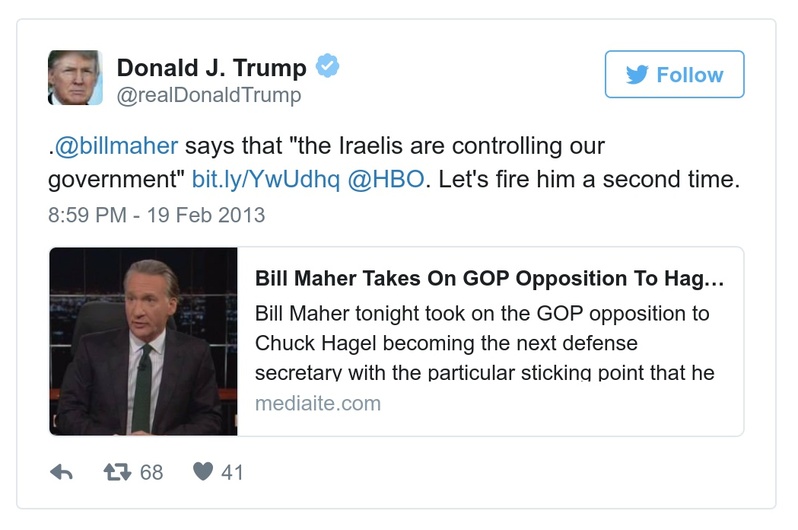 Donald J. Trump
@realDonaldTrump
Follow
.@billmaher says that "the Iraelis are controlling our
government" bit.ly/YwUdhq @HBO. Let's fire him a second time.
8:59 PM - 19 Feb 2013
Bill Maher Takes On GOP Opposition To Hag…
Bill Maher tonight took on the GOP opposition to
Chuck Hagel becoming the next defense
secretary with the particular sticking point that he
mediaite.com
68 41